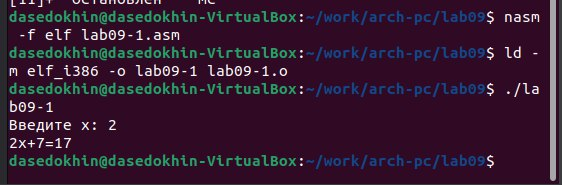 [11]+  Остановлен    mc
dasedokhin@dasedokhin-VirtualBox:~/work/arch-pc/lab09$ nasm
 -f elf lab09-1.asm
dasedokhin@dasedokhin-VirtualBox:~/work/arch-pc/lab09$ ld -
m elf_i386 -o lab09-1 lab09-1.o
dasedokhin@dasedokhin-VirtualBox:~/work/arch-pc/lab09$ ./la
b09-1
Введите x: 2
2x+7=17
dasedokhin@dasedokhin-VirtualBox:~/work/arch-pc/lab09$